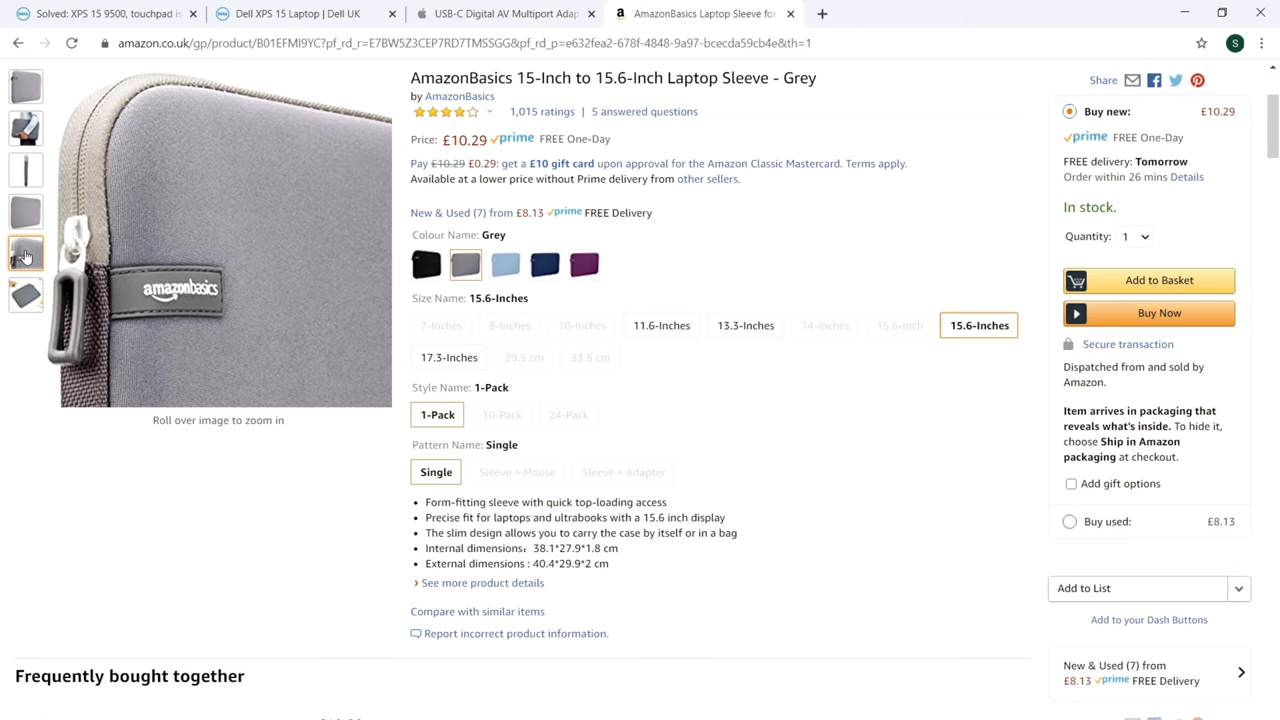 Solved: XPS 15 9500, touchpad is
Dell XPS 15 Laptop | Dell UK
USB-C Digital AV Multiport Adap
AmazonBasics Laptop Sleeve for
amazon.co.uk/gp/product/B01EFMI9YC?pf_rd_r=E7BW5Z3CEP7RD7TMSSGG&pf_rd_p=e632fea2-678f-4848-9a97-bcecda59cb4e&th=1
S
AmazonBasics 15-Inch to 15.6-Inch Laptop Sleeve - Grey
by AmazonBasics
1,015 ratings | 5 answered questions
Price: £10.29 prime FREE One-Day
Pay £10.29 £0.29: get a £10 gift card upon approval for the Amazon Classic Mastercard. Terms apply.
Available at a lower price without Prime delivery from other sellers.
New & Used (7) from £8.13 prime FREE Delivery
Colour Name: Grey
Size Name: 15.6-Inches
7-Inches 8-Inches 10-Inches 11.6-Inches 13.3-Inches 14-Inches 15.6-Inch 15.6-Inches
17.3-Inches 29.5 cm 33.8 cm
Style Name: 1-Pack
1-Pack 10-Pack 24-Pack
Pattern Name: Single
Single Sleeve + Mouse Sleeve + Adapter
• Form-fitting sleeve with quick top-loading access
• Precise fit for laptops and ultrabooks with a 15.6 inch display
• The slim design allows you to carry the case by itself or in a bag
• Internal dimensions：38.1*27.9*1.8 cm
• External dimensions : 40.4*29.9*2 cm
› See more product details
Compare with similar items
Report incorrect product information.
amazonbasics
Roll over image to zoom in
Share
Buy new: £10.29
prime FREE One-Day
FREE delivery: Tomorrow
Order within 26 mins Details
In stock.
Quantity: 1
Add to Basket
Buy Now
Secure transaction
Dispatched from and sold by
Amazon.
Item arrives in packaging that
reveals what's inside. To hide it,
choose Ship in Amazon
packaging at checkout.
Add gift options
Buy used: £8.13
Add to List
Add to your Dash Buttons
New & Used (7) from
£8.13 prime FREE Delivery
Frequently bought together